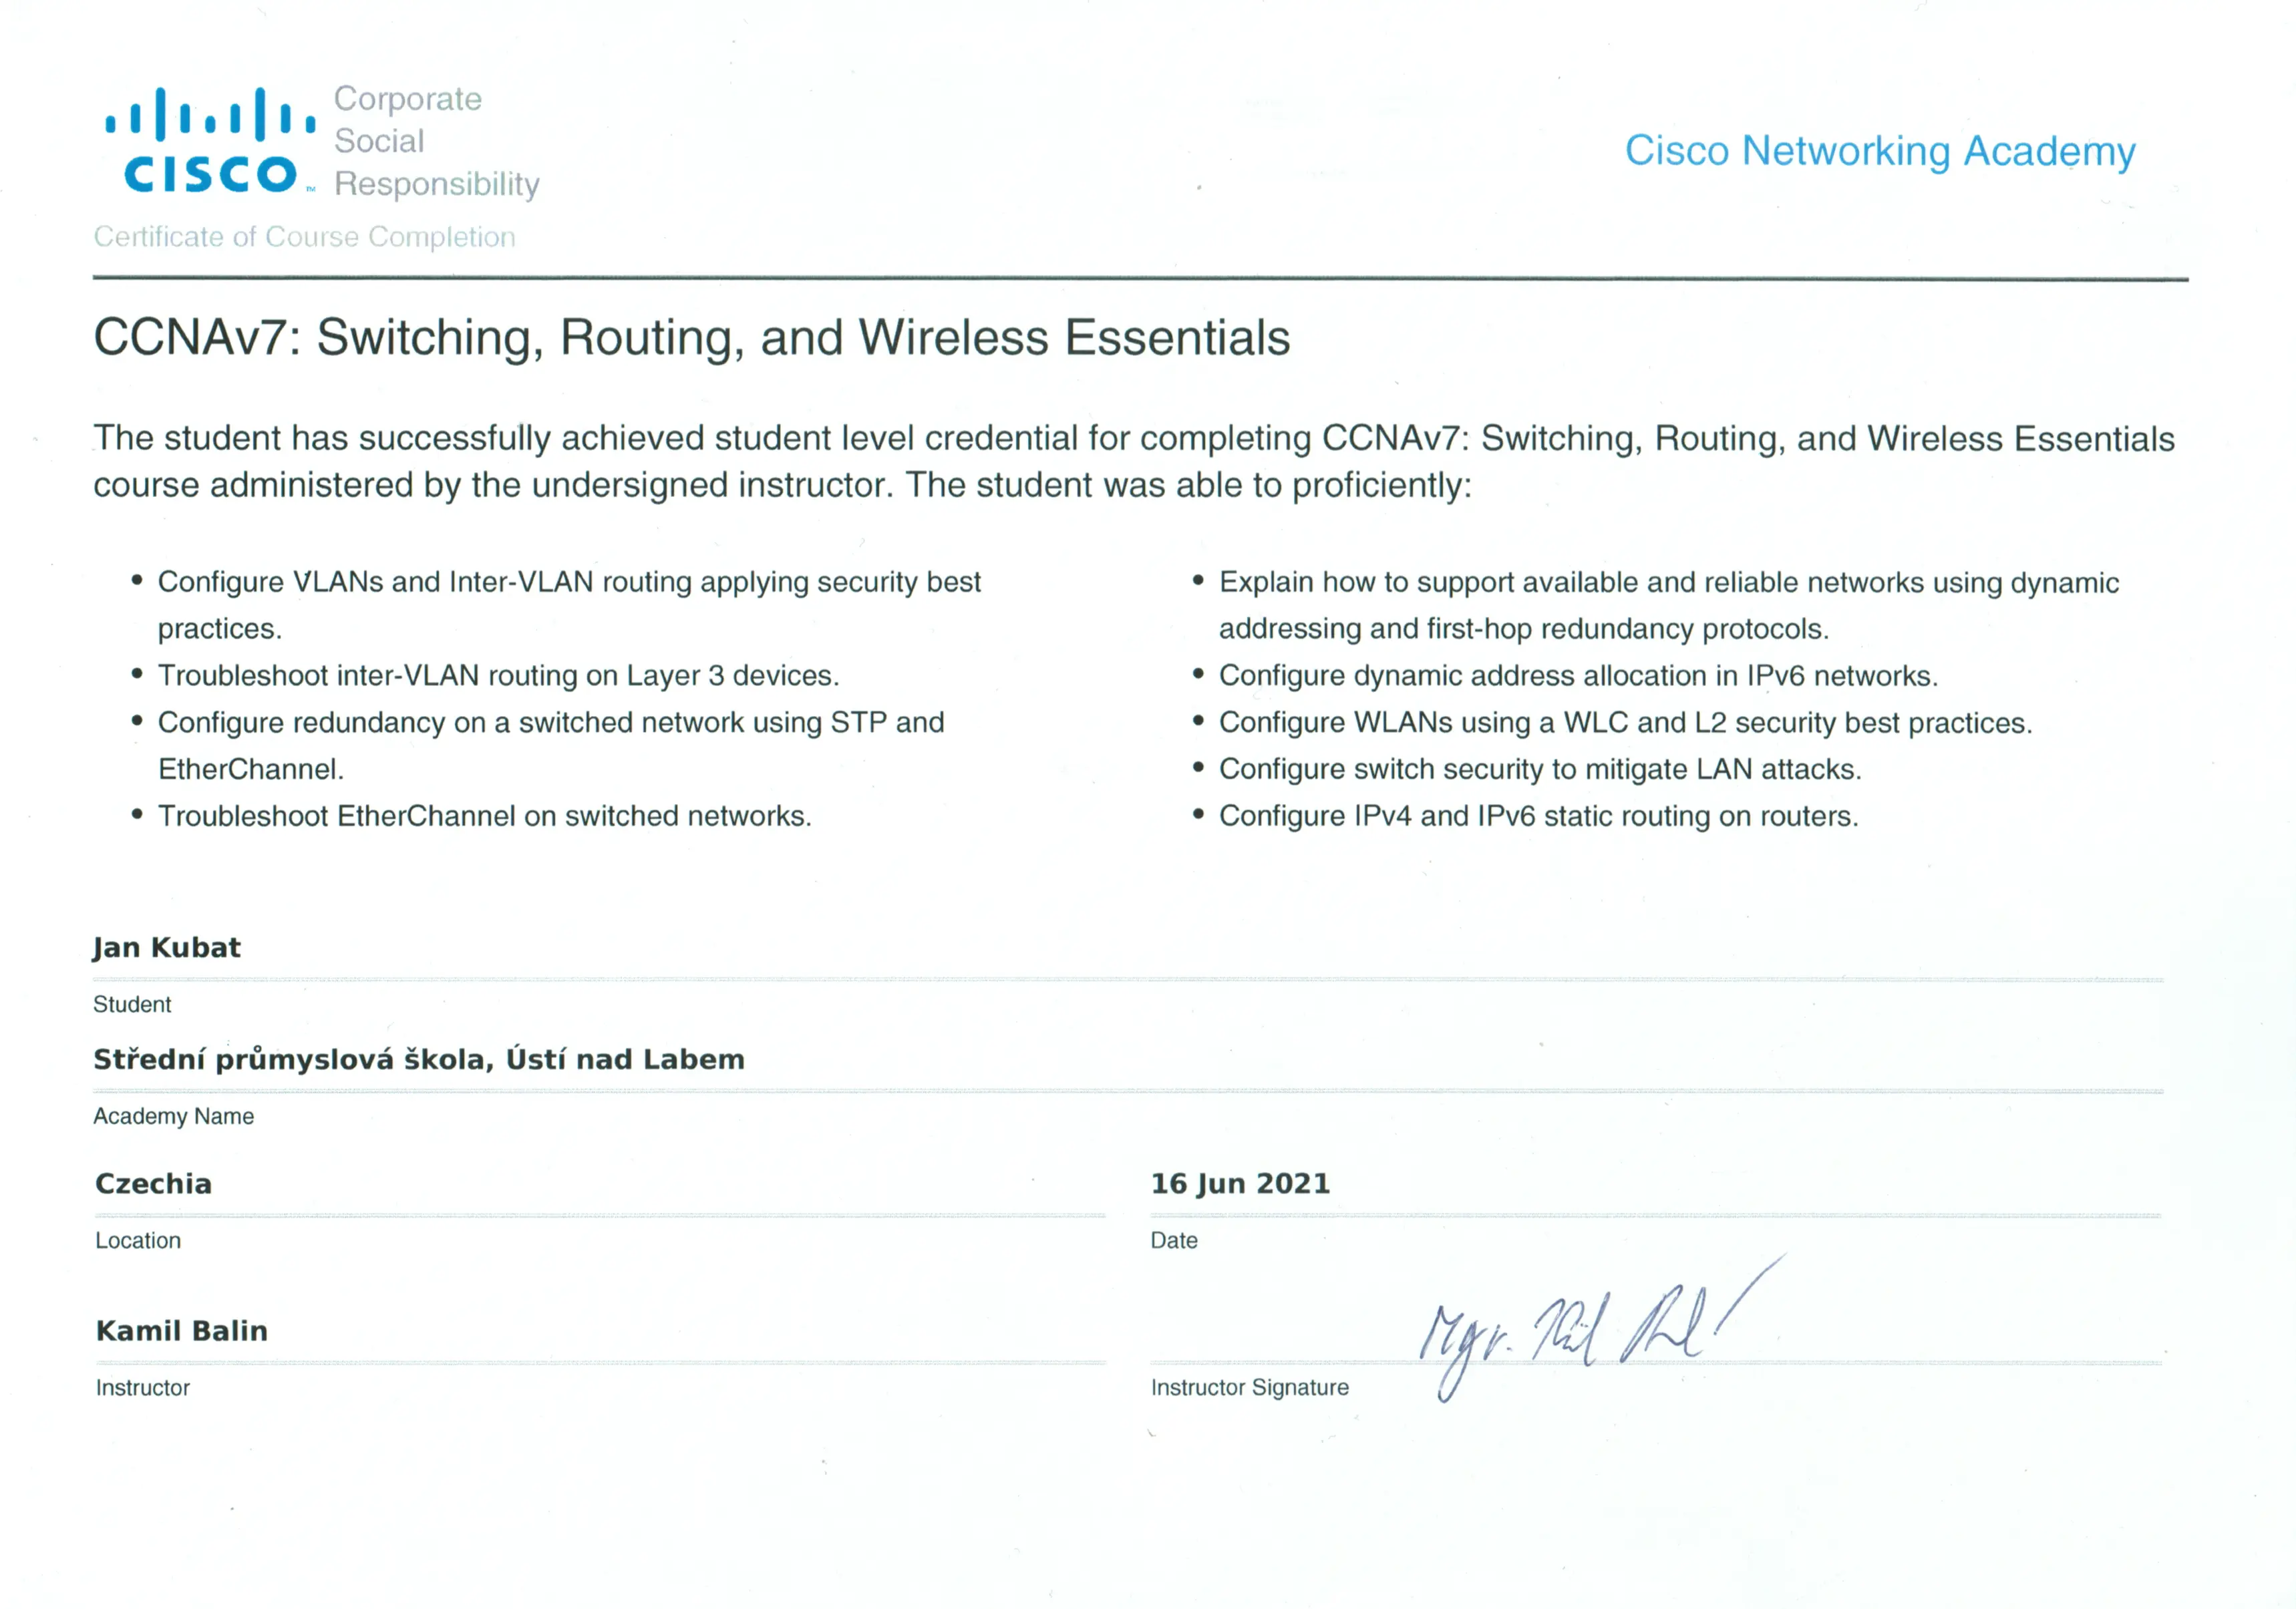 Corporate
Social
Responsibility
CISCO™
Cisco Networking Academy
Certificate of Course Completion
CCNAv7: Switching, Routing, and Wireless Essentials
The student has successfully achieved student level credential for completing CCNAv7: Switching, Routing, and Wireless Essentials
course administered by the undersigned instructor. The student was able to proficiently:
• Configure VLANs and Inter-VLAN routing applying security best
practices.
• Troubleshoot inter-VLAN routing on Layer 3 devices.
• Configure redundancy on a switched network using STP and
EtherChannel.
• Troubleshoot EtherChannel on switched networks.
• Explain how to support available and reliable networks using dynamic
addressing and first-hop redundancy protocols.
• Configure dynamic address allocation in IPv6 networks.
• Configure WLANs using a WLC and L2 security best practices.
• Configure switch security to mitigate LAN attacks.
• Configure IPv4 and IPv6 static routing on routers.
Jan Kubat
Student
Střední průmyslová škola, Ústí nad Labem
Academy Name
Czechia
Location
16 Jun 2021
Date
Kamil Balin
Instructor
Mgr.
Instructor Signature